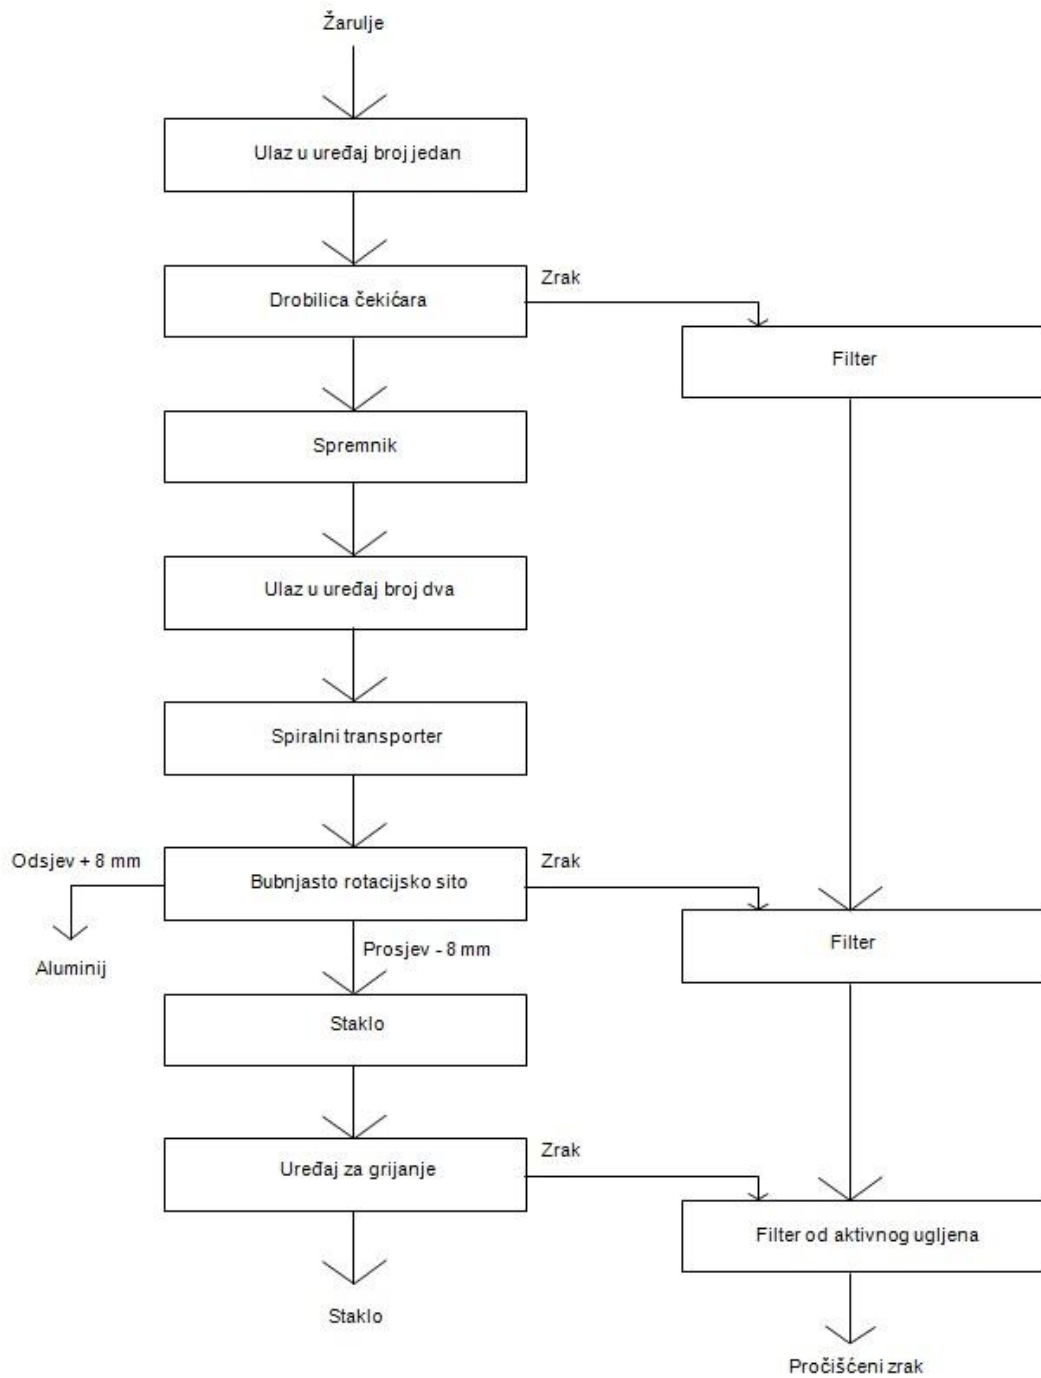 Žarulje
Ulaz u uređaj broj jedan
Drobilica čekićara
Zrak
Filter
Spremnik
Ulaz u uređaj broj dva
Spiralni transporter
Odsjev + 8 mm
Bubnjasto rotacijsko sito
Zrak
Filter
Aluminij
Prosjev - 8 mm
Staklo
Uređaj za grijanje
Zrak
Filter od aktivnog ugljena
Staklo
Pročišćeni zrak